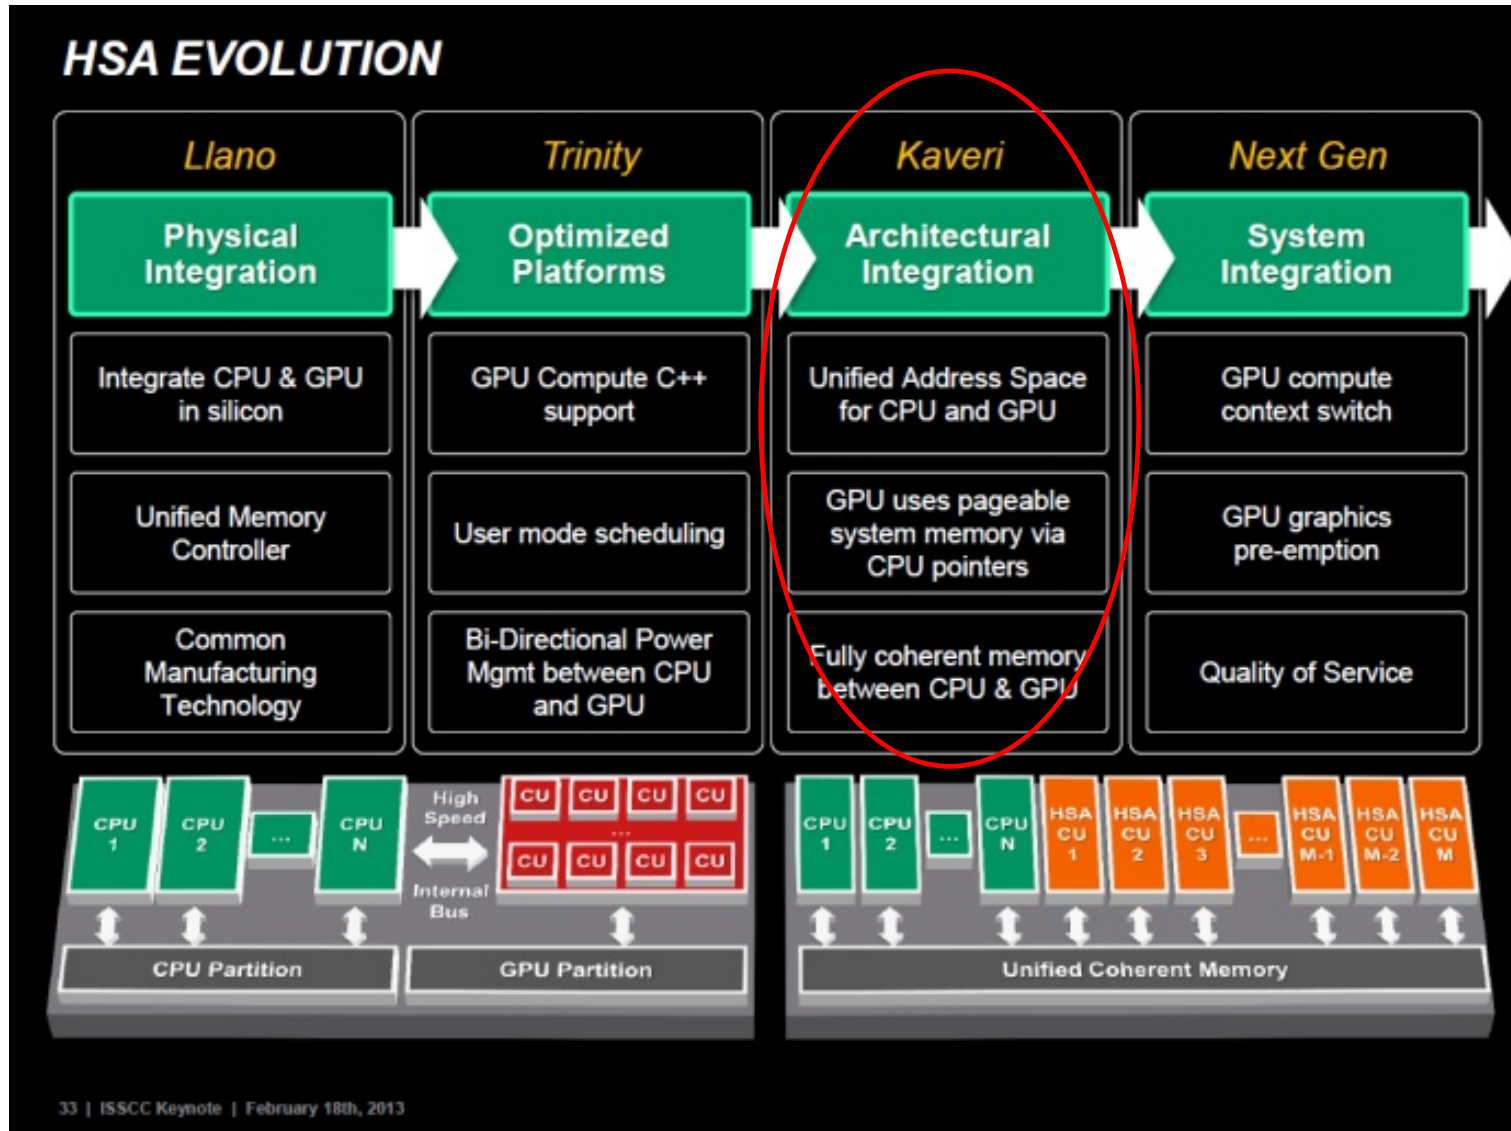 HSA EVOLUTION
Llano
Physical
Integration
Integrate CPU & GPU
in silicon
Unified Memory
Controller
Common
Manufacturing
Technology
Trinity
Optimized
Platforms
GPU Compute C++
support
User mode scheduling
Bi-Directional Power
Mgmt between CPU
and GPU
Kaveri
Architectural
Integration
Unified Address Space
for CPU and GPU
GPU uses pageable
system memory via
CPU pointers
Fully coherent memory
between CPU & GPU
Next Gen
System
Integration
GPU compute
context switch
GPU graphics
pre-emption
Quality of Service
CPU
1
CPU
2
...
CPU
N
High
Speed
Internal
Bus
CU CU CU CU
...
CU CU CU CU
CPU Partition
GPU Partition
CPU
1
CPU
2
...
CPU
N
HSA
CU
1
HSA
CU
2
HSA
CU
3
...
HSA
CU
M-1
HSA
CU
M-2
HSA
CU
M
Unified Coherent Memory
33 | ISSCC Keynote | February 18th, 2013